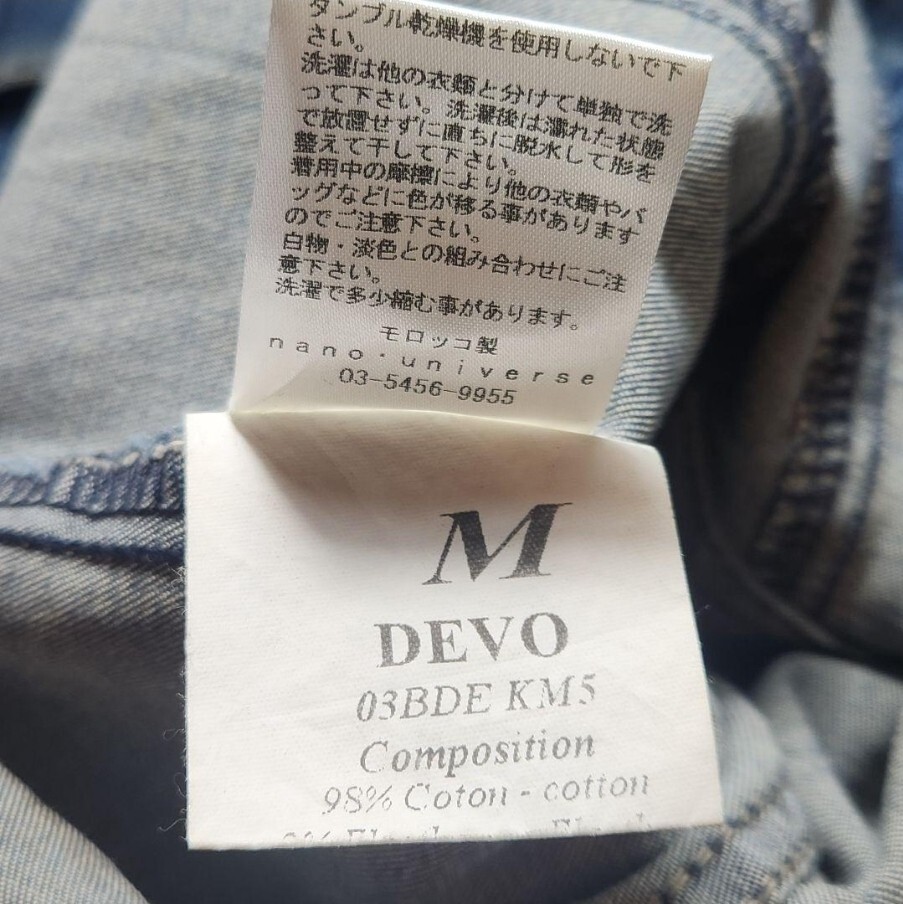 タンブル乾燥機を使用しないで下
さい。
洗濯は他の衣類と分けて単独で洗
って下さい。洗濯後は濡れた状態
で放置せずに直ちに脱水して形を
整えて干して下さい。
着用中の摩擦により他の衣類やバ
ッグなどに色が移る事があります
のでご注意下さい。
白物・淡色との組み合わせにご注
意下さい。
洗濯で多少縮む事があります。
モロッコ製
nano・universe
03-5456-9955
M
DEVO
03BDE KM5
Composition
98% Coton - cotton